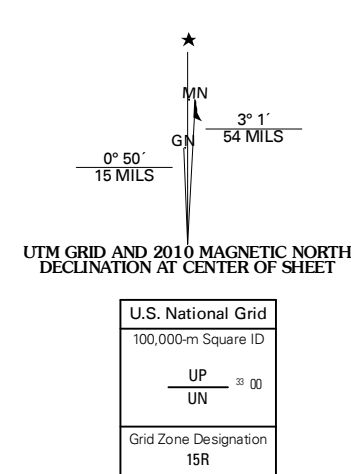 ★
MN
GN
3° 1´
54 MILS
0° 50´
15 MILS
UTM GRID AND 2010 MAGNETIC NORTH
DECLINATION AT CENTER OF SHEET
U.S. National Grid
100,000-m Square ID
UP
33 00
UN
Grid Zone Designation
15R